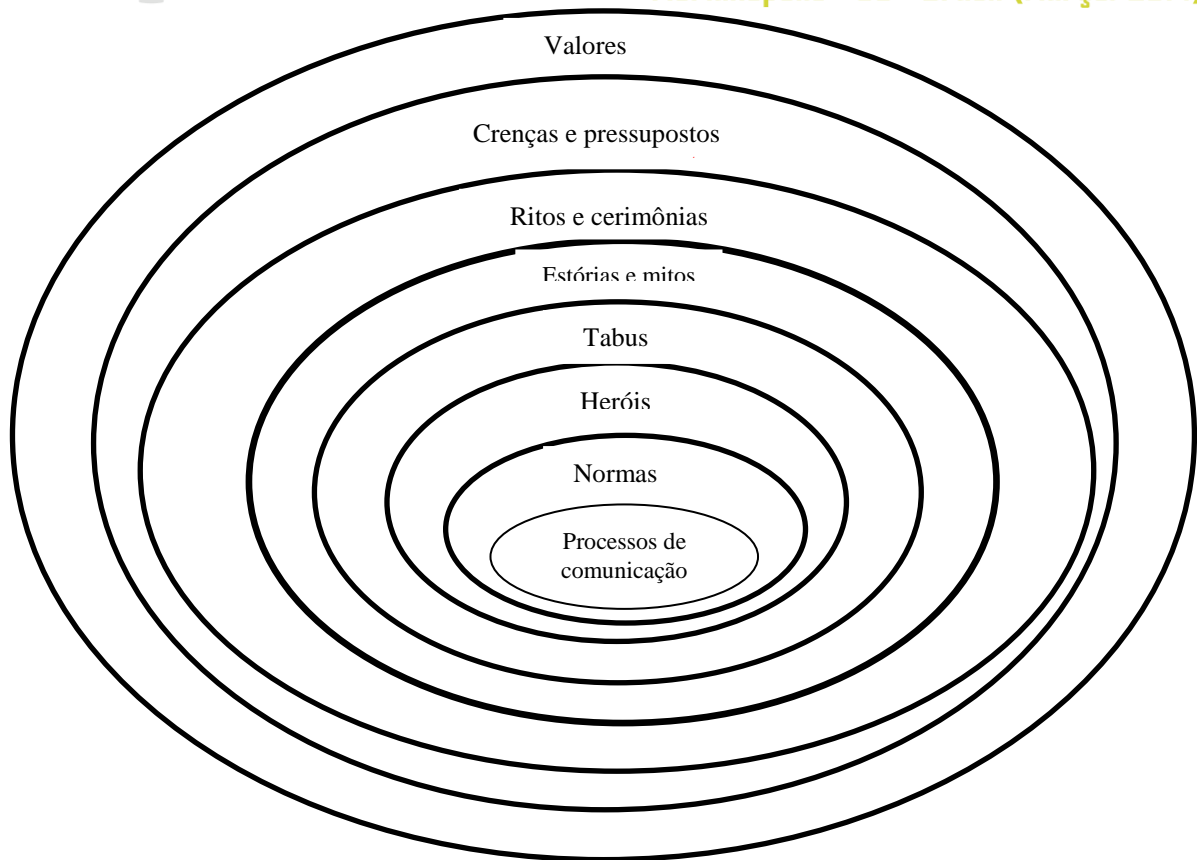 Valores
Crenças e pressupostos
Ritos e cerimônias
Estórias e mitos
Tabus
Heróis
Normas
Processos de
comunicação